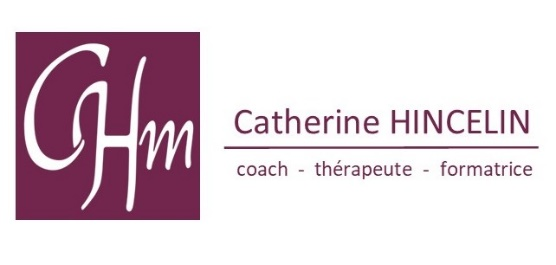 CHm
Catherine HINCELIN
coach - thérapeute - formatrice